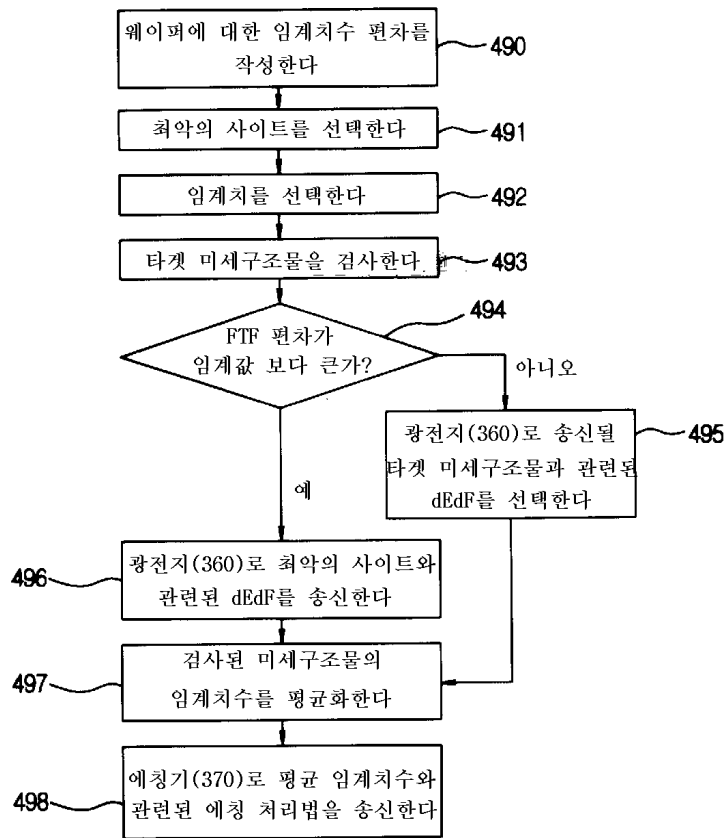 웨이퍼에 대한 임계치수 편차를
작성한다
490
최악의 사이트를 선택한다
491
임계치를 선택한다
492
타겟 미세구조물을 검사한다
493
494
FTF 편차가
임계값 보다 큰가?
아니오
광전지(360)로 송신될
타겟 미세구조물과 관련된
dEdF를 선택한다
495
예
496
광전지(360)로 최악의 사이트와
관련된 dEdF를 송신한다
497
검사된 미세구조물의
임계치수를 평균화한다
498
에칭기(370)로 평균 임계치수와
관련된 에칭 처리법을 송신한다